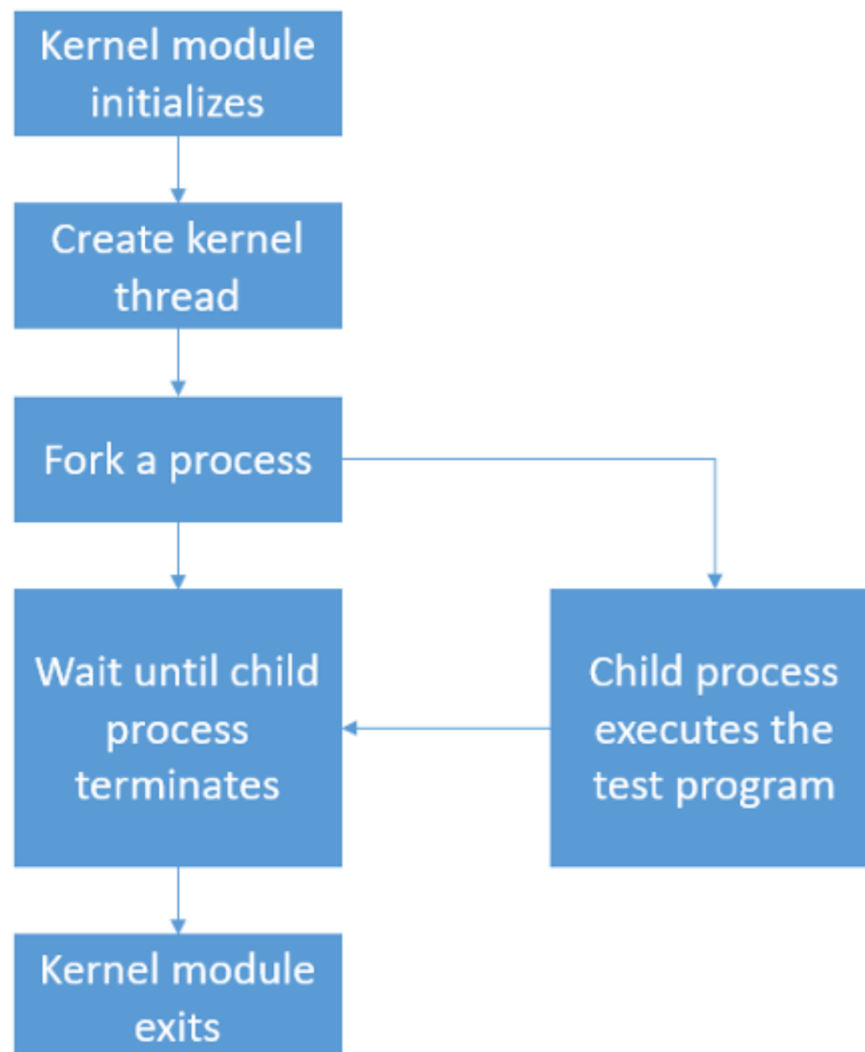 Kernel module
initializes
Create kernel
thread
Fork a process
Wait until child
process
terminates
Child process
executes the
test program
Kernel module
exits